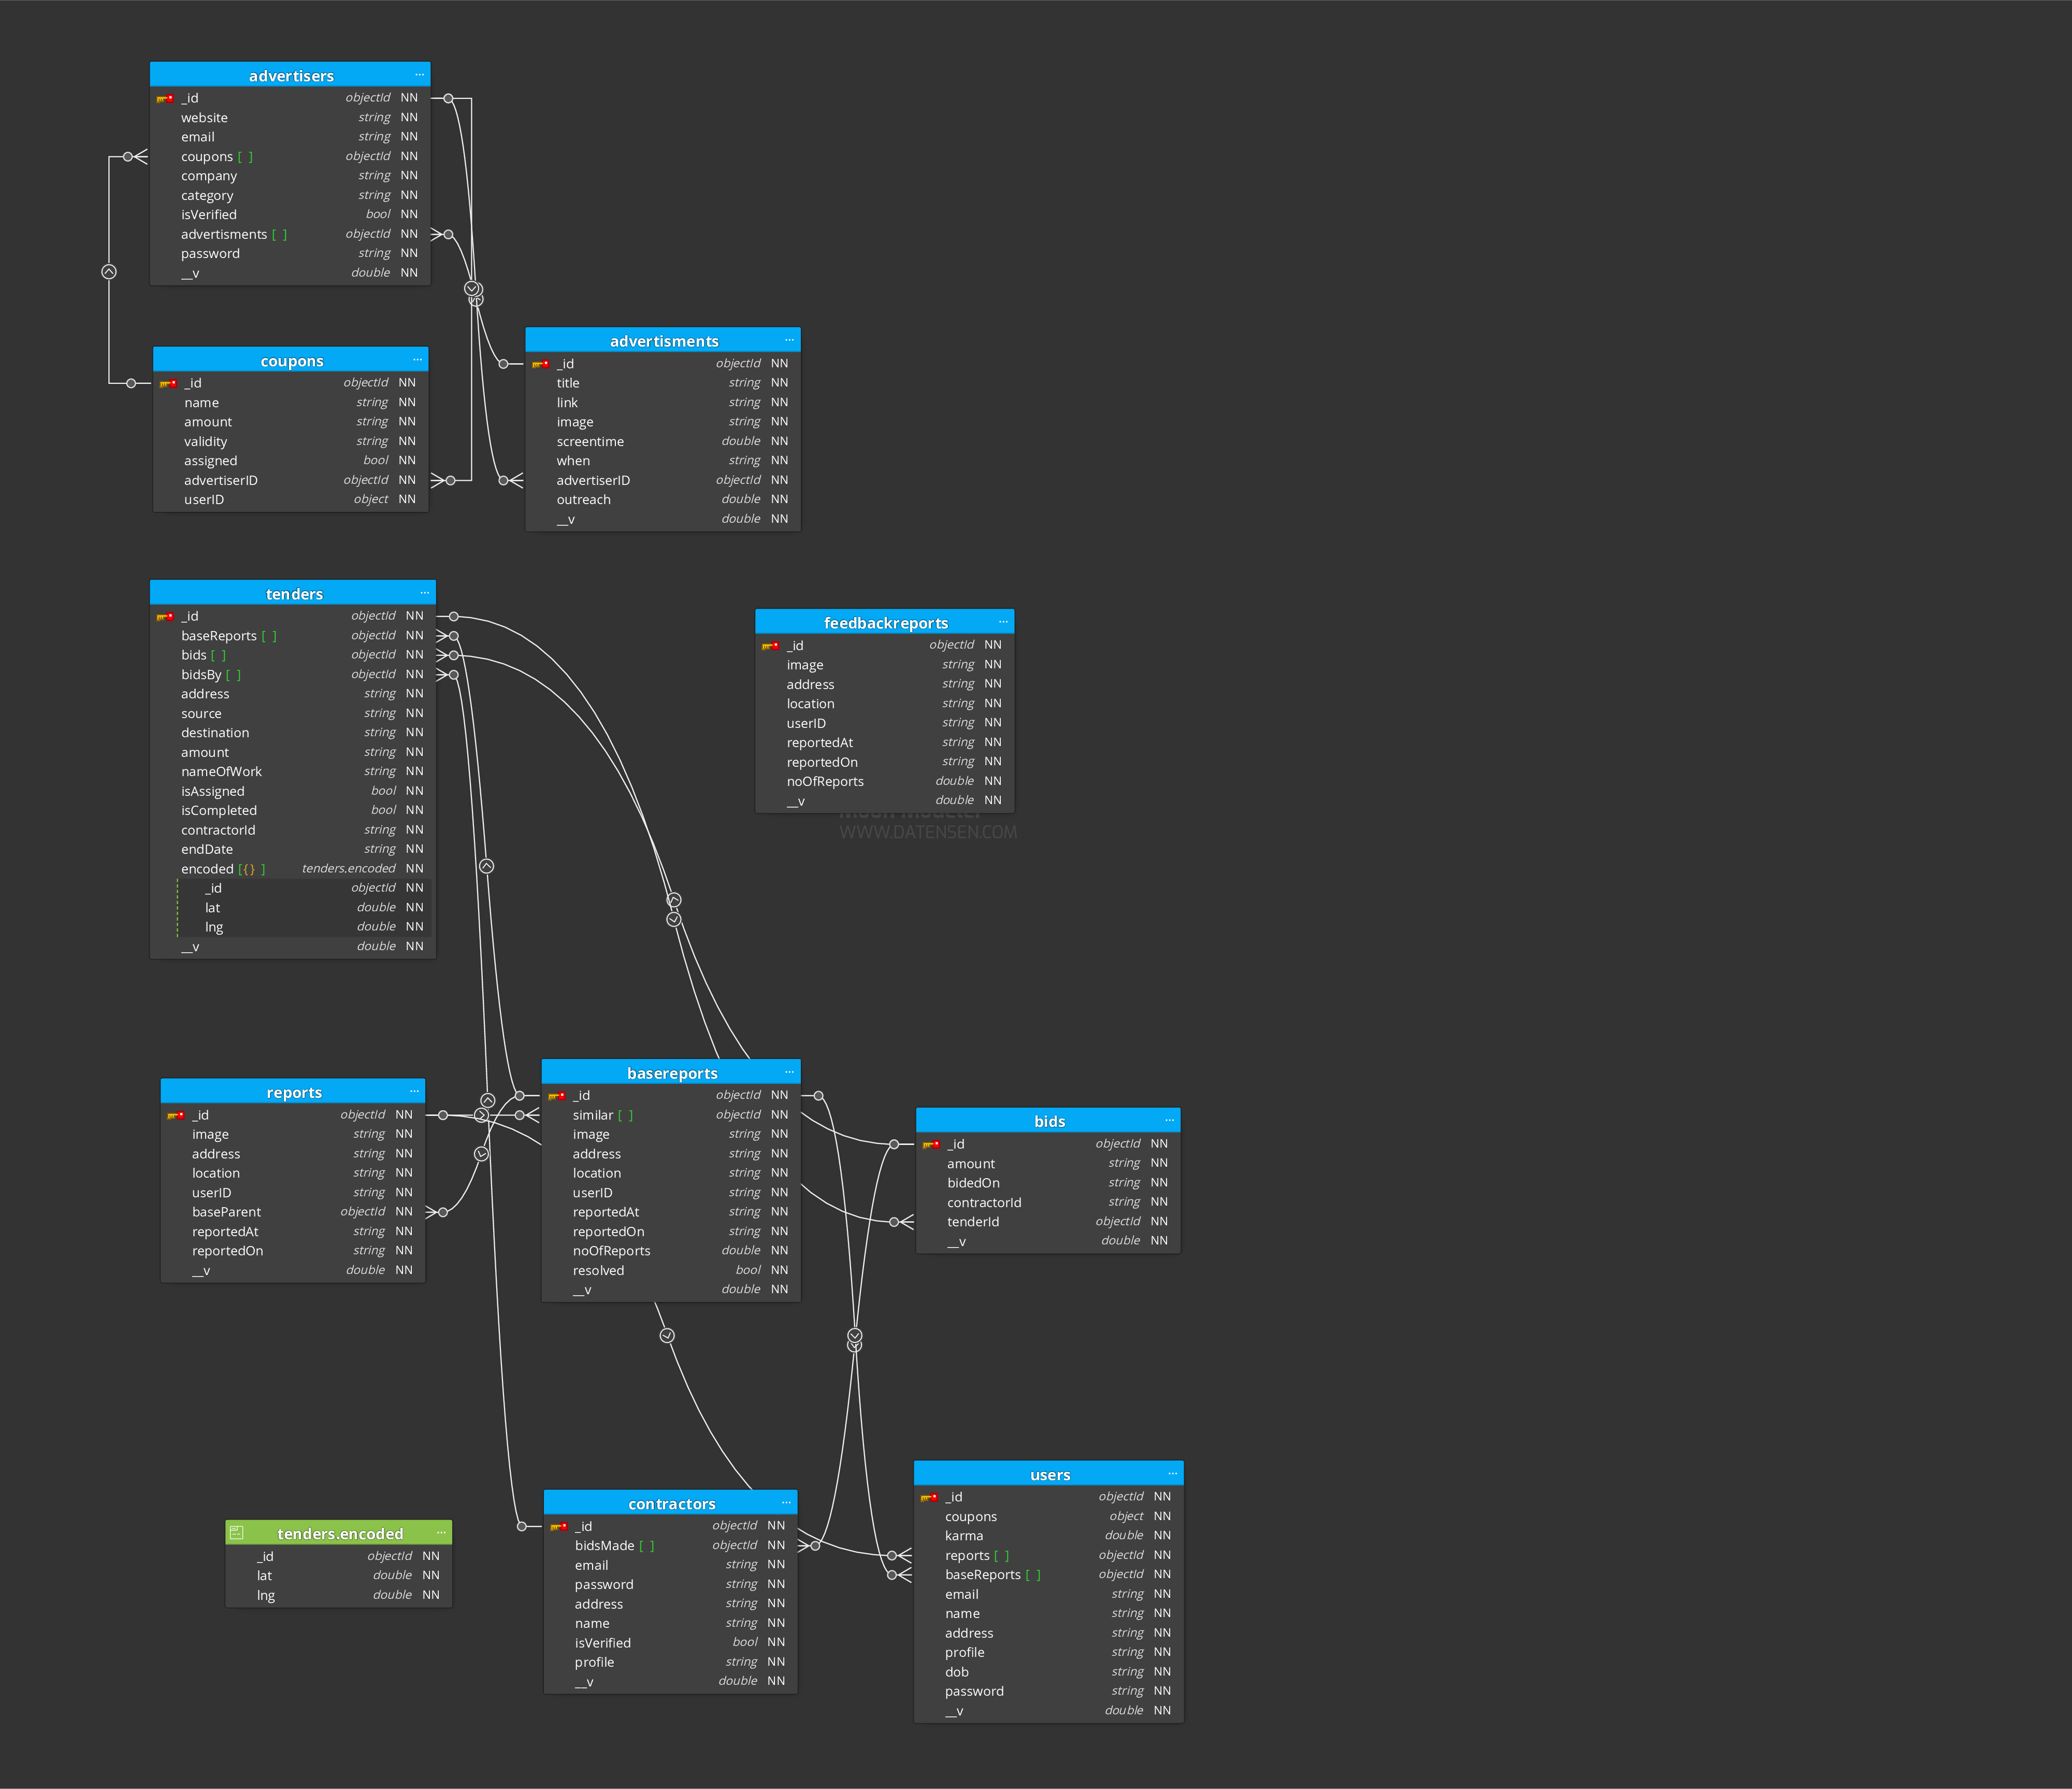 advertisers ...
_id objectId NN
website string NN
email string NN
coupons [ ] objectId NN
company string NN
category string NN
isVerified bool NN
advertisments [ ] objectId NN
password string NN
__v double NN
coupons ...
_id objectId NN
name string NN
amount string NN
validity string NN
assigned bool NN
advertiserID objectId NN
userID object NN
advertisments ...
_id objectId NN
title string NN
link string NN
image string NN
screentime double NN
when string NN
advertiserID objectId NN
outreach double NN
__v double NN
tenders ...
_id objectId NN
baseReports [ ] objectId NN
bids [ ] objectId NN
bidsBy [ ] objectId NN
address string NN
source string NN
destination string NN
amount string NN
nameOfWork string NN
isAssigned bool NN
isCompleted bool NN
contractorId string NN
endDate string NN
encoded [{} ] tenders.encoded NN
_id objectId NN
lat double NN
lng double NN
__v double NN
feedbackreports ...
_id objectId NN
image string NN
address string NN
location string NN
userID string NN
reportedAt string NN
reportedOn string NN
noOfReports double NN
__v double NN
Moon Modeler
WWW.DATENSEN.COM
reports ...
_id objectId NN
image string NN
address string NN
location string NN
userID string NN
baseParent objectId NN
reportedAt string NN
reportedOn string NN
__v double NN
basereports ...
_id objectId NN
similar [ ] objectId NN
image string NN
address string NN
location string NN
userID string NN
reportedAt string NN
reportedOn string NN
noOfReports double NN
resolved bool NN
__v double NN
bids ...
_id objectId NN
amount string NN
bidedOn string NN
contractorId string NN
tenderId objectId NN
__v double NN
tenders.encoded ...
_id objectId NN
lat double NN
lng double NN
contractors ...
_id objectId NN
bidsMade [ ] objectId NN
email string NN
password string NN
address string NN
name string NN
isVerified bool NN
profile string NN
__v double NN
users ...
_id objectId NN
coupons object NN
karma double NN
reports [ ] objectId NN
baseReports [ ] objectId NN
email string NN
name string NN
address string NN
profile string NN
dob string NN
password string NN
__v double NN